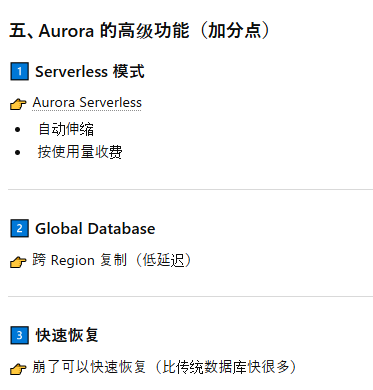 五、Aurora 的高级功能（加分点）
1 Serverless 模式
👉 Aurora Serverless
• 自动伸缩
• 按使用量收费
2 Global Database
👉 跨 Region 复制（低延迟）
3 快速恢复
👉 崩了可以快速恢复（比传统数据库快很多）